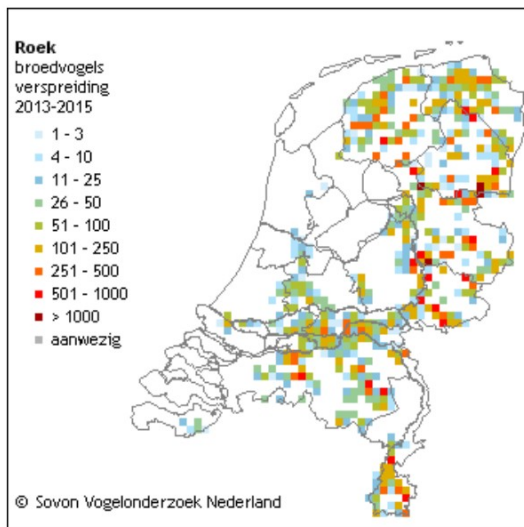 Roek
broedvogels
verspreiding
2013-2015
1 - 3
4 - 10
11 - 25
26 - 50
51 - 100
101 - 250
251 - 500
501 - 1000
> 1000
aanwezig
© Sovon Vogelonderzoek Nederland